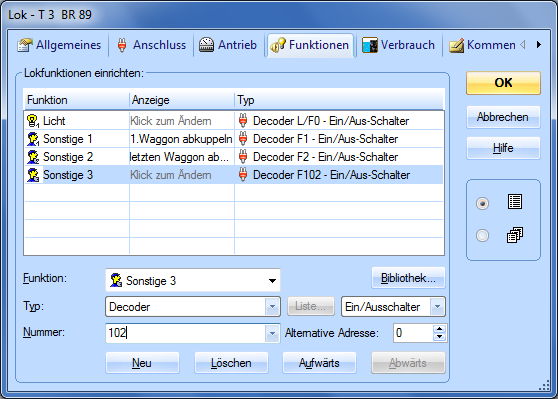 Lok - T 3 BR 89
Allgemeines Anschluss Antrieb Funktionen Verbrauch Kommen
Lokfunktionen einrichten:
Funktion Anzeige Typ
Licht Klick zum Ändern Decoder L/F0 - Ein/Aus-Schalter
Sonstige 1 1.Waggon abkuppeln Decoder F1 - Ein/Aus-Schalter
Sonstige 2 letzten Waggon ab... Decoder F2 - Ein/Aus-Schalter
Sonstige 3 Klick zum Ändern Decoder F102 - Ein/Aus-Schalter
OK
Abbrechen
Hilfe
Funktion: Sonstige 3 Bibliothek...
Typ: Decoder Liste... Ein/Ausschalter
Nummer: 102 Alternative Adresse: 0
Neu Löschen Aufwärts Abwärts